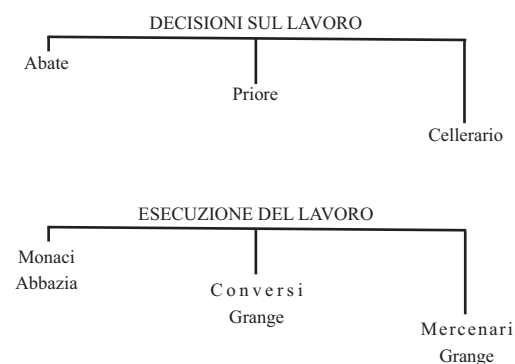 DECISIONI SUL LAVORO
Abate
Priore
Cellerario
ESECUZIONE DEL LAVORO
Monaci
Abbazia
Conversi
Grange
Mercenari
Grange